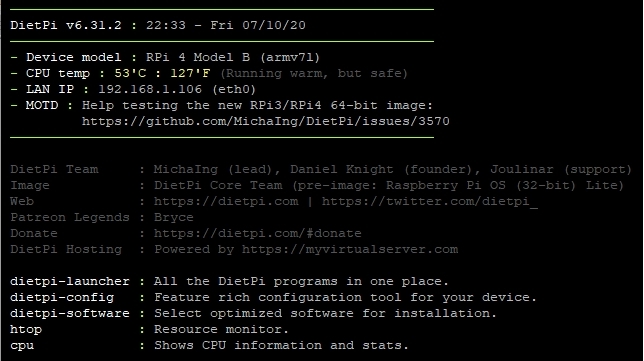 DietPi v6.31.2 : 22:33 - Fri 07/10/20
- Device model : RPi 4 Model B (armv7l)
- CPU temp : 53'C : 127'F (Running warm, but safe)
- LAN IP : 192.168.1.106 (eth0)
- MOTD : Help testing the new RPi3/RPi4 64-bit image:
https://github.com/MichaIng/DietPi/issues/3570
DietPi Team : MichaIng (lead), Daniel Knight (founder), Joulinar (support)
Image : DietPi Core Team (pre-image: Raspberry Pi OS (32-bit) Lite)
Web : https://dietpi.com | https://twitter.com/dietpi_
Patreon Legends : Bryce
Donate : https://dietpi.com/#donate
DietPi Hosting : Powered by https://myvirtualserver.com
dietpi-launcher : All the DietPi programs in one place.
dietpi-config : Feature rich configuration tool for your device.
dietpi-software : Select optimized software for installation.
htop : Resource monitor.
cpu : Shows CPU information and stats.